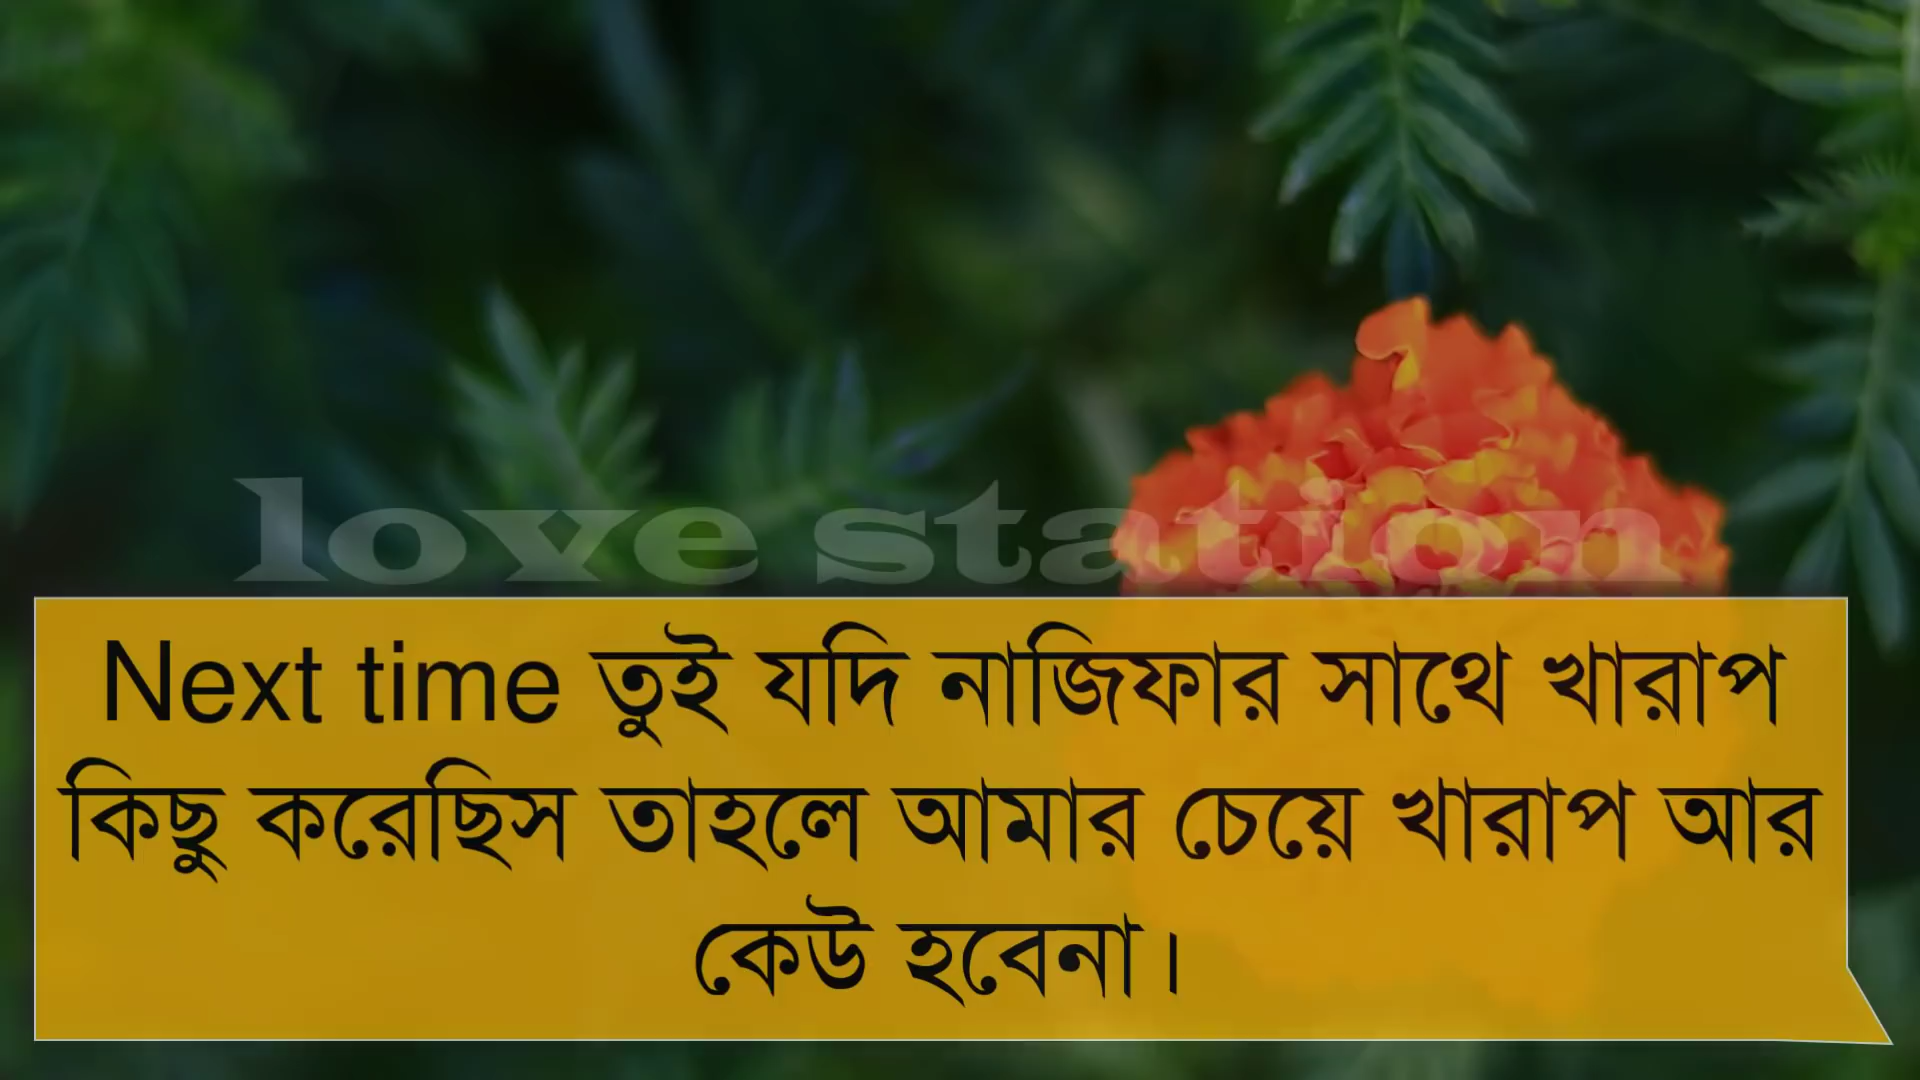 love station
Next time তুই যদি নাজিফার সাথে খারাপ
কিছু করেছিস তাহলে আমার চেয়ে খারাপ আর
কেউ হবেনা।